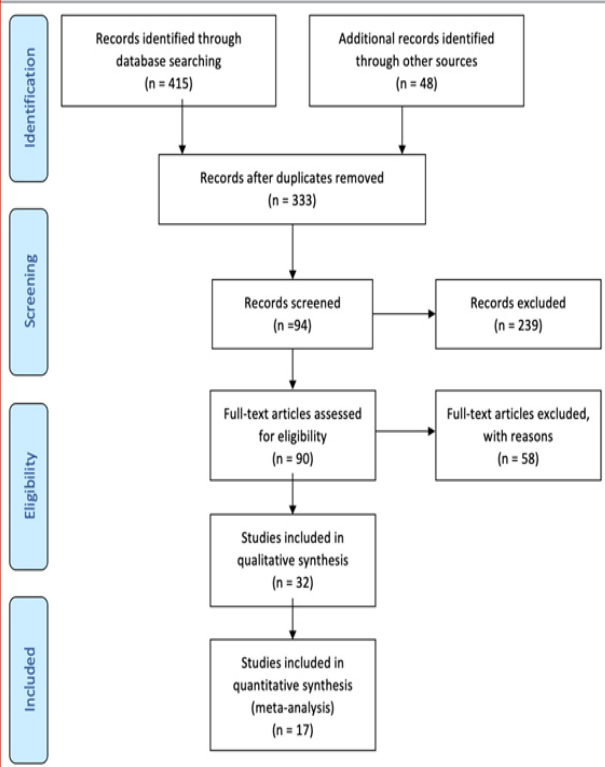 Identification
Records identified through
database searching
(n = 415)
Additional records identified
through other sources
(n = 48)
Records after duplicates removed
(n = 333)
Screening
Records screened
(n =94)
Records excluded
(n = 239)
Eligibility
Full-text articles assessed
for eligibility
(n = 90)
Full-text articles excluded,
with reasons
(n = 58)
Studies included in
qualitative synthesis
(n = 32)
Included
Studies included in
quantitative synthesis
(meta-analysis)
(n = 17)